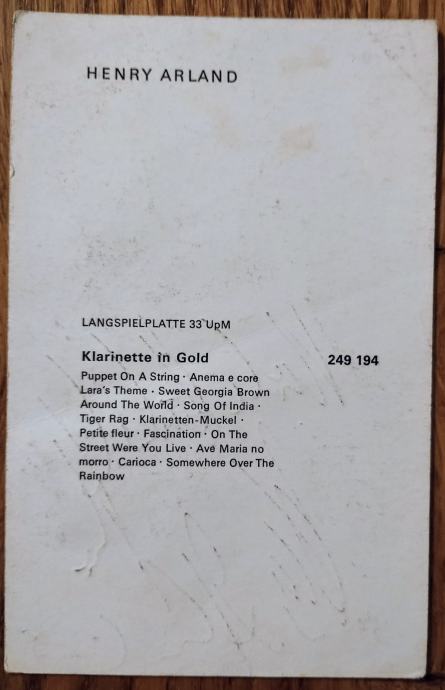 HENRY ARLAND
LANGSPIELPLATTE 33 UpM
Klarinette in Gold 249 194
Puppet On A String · Anema e core
Lara's Theme · Sweet Georgia Brown
Around The World · Song Of India ·
Tiger Rag · Klarinetten-Muckel ·
Petite fleur · Fascination · On The
Street Were You Live · Ave Maria no
morro · Carioca · Somewhere Over The
Rainbow